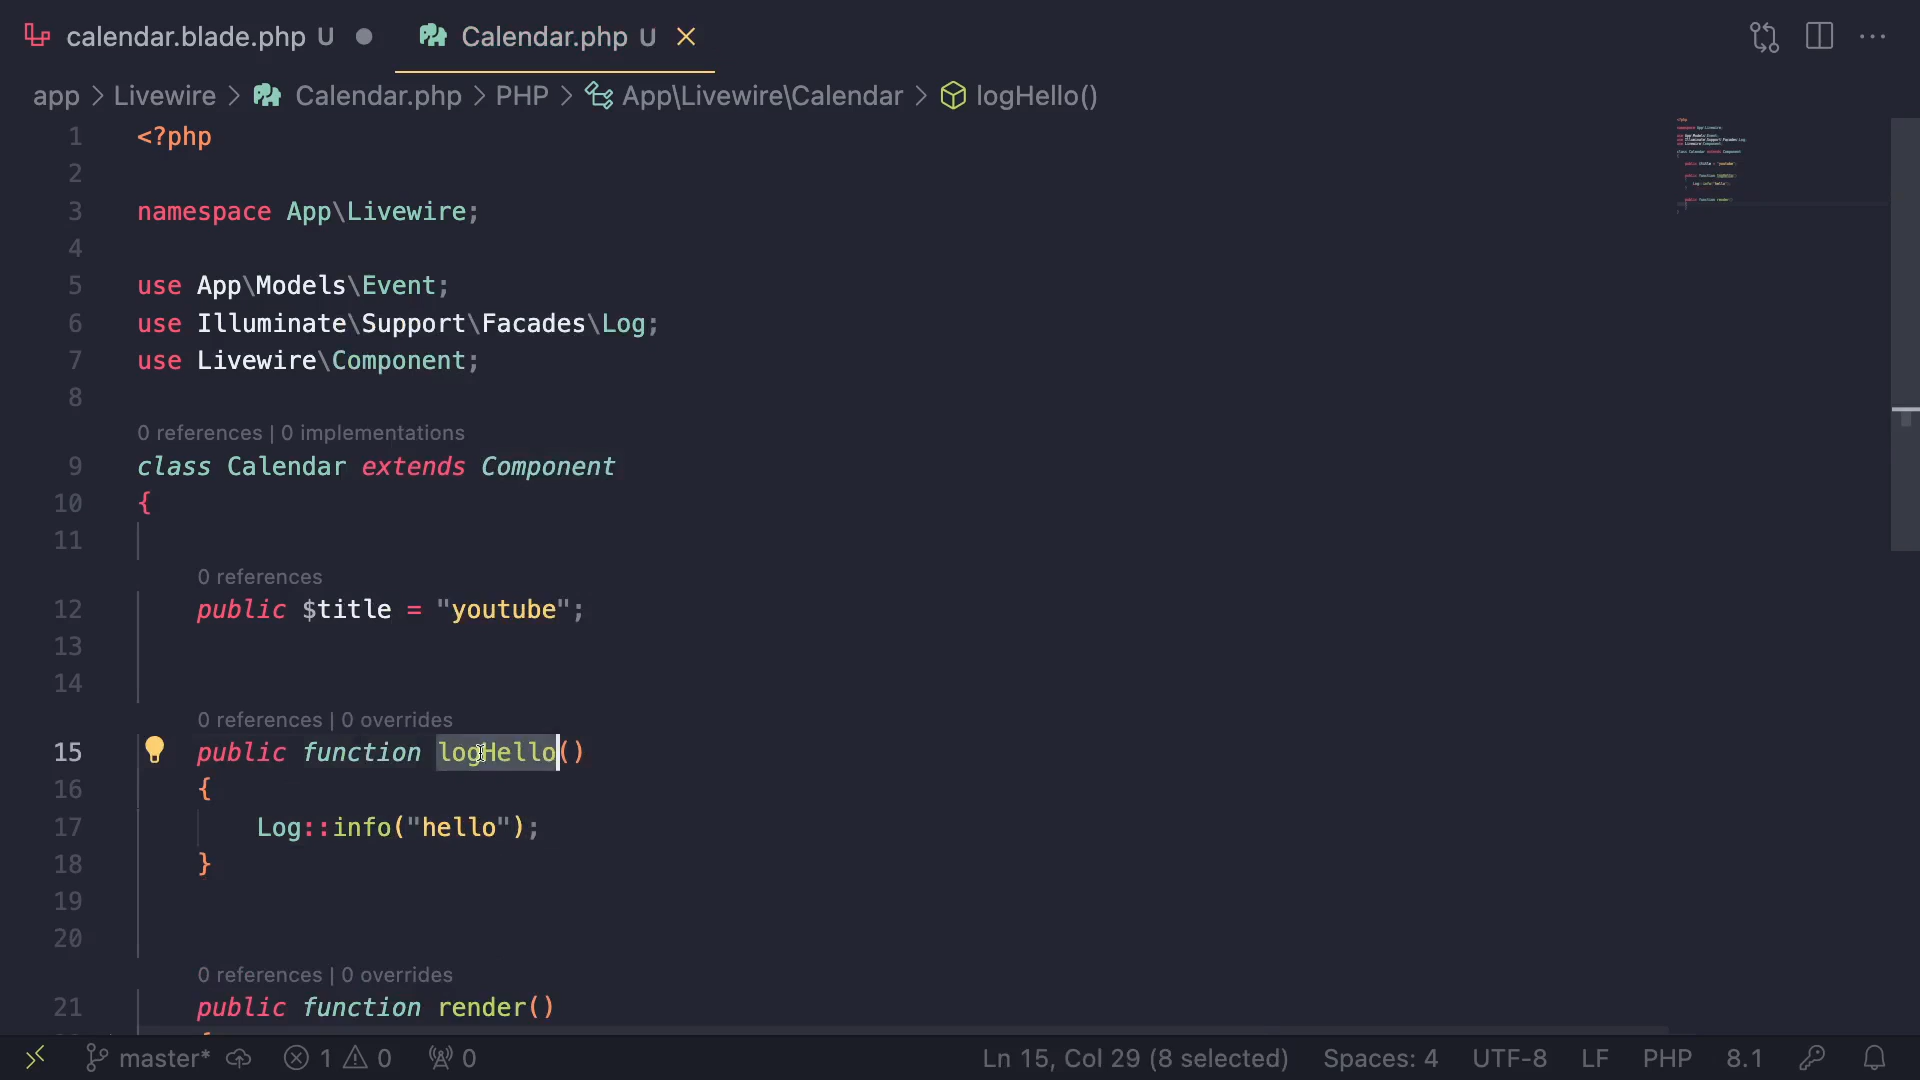 calendar.blade.php U
Calendar.php U
app > Livewire > Calendar.php > PHP > App\Livewire\Calendar > logHello()
1 <?php
2
3 namespace App\Livewire;
4
5 use App\Models\Event;
6 use Illuminate\Support\Facades\Log;
7 use Livewire\Component;
8
0 references | 0 implementations
9 class Calendar extends Component
10 {
11
0 references
12 public $title = "youtube";
13
14
0 references | 0 overrides
15 public function logHello()
16 {
17 Log::info("hello");
18 }
19
20
0 references | 0 overrides
21 public function render()
master* 1 0 0 Ln 15, Col 29 (8 selected) Spaces: 4 UTF-8 LF PHP 8.1